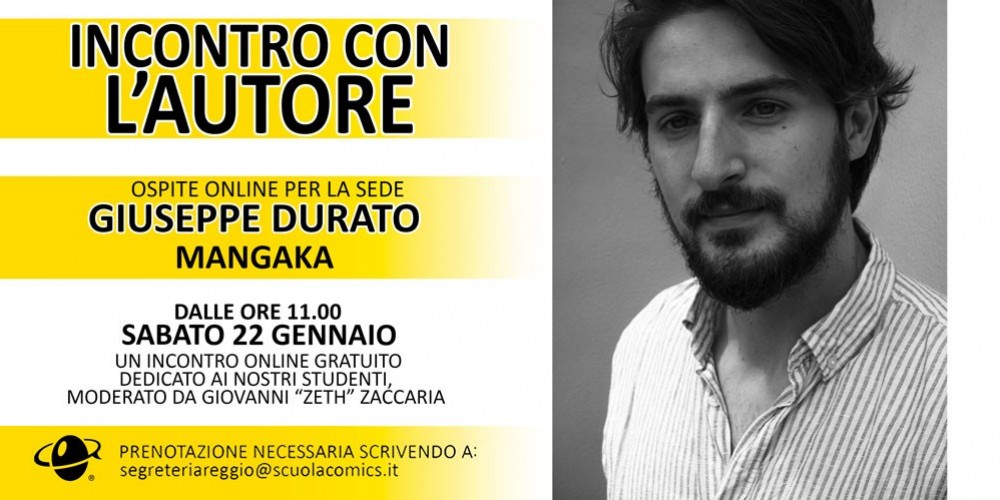 INCONTRO CON
L'AUTORE
OSPITE ONLINE PER LA SEDE
GIUSEPPE DURATO
MANGAKA
DALLE ORE 11.00
SABATO 22 GENNAIO
UN INCONTRO ONLINE GRATUITO
DEDICATO AI NOSTRI STUDENTI,
MODERATO DA GIOVANNI “ZETH” ZACCARIA
®
PRENOTAZIONE NECESSARIA SCRIVENDO A:
segreteriareggio@scuolacomics.it